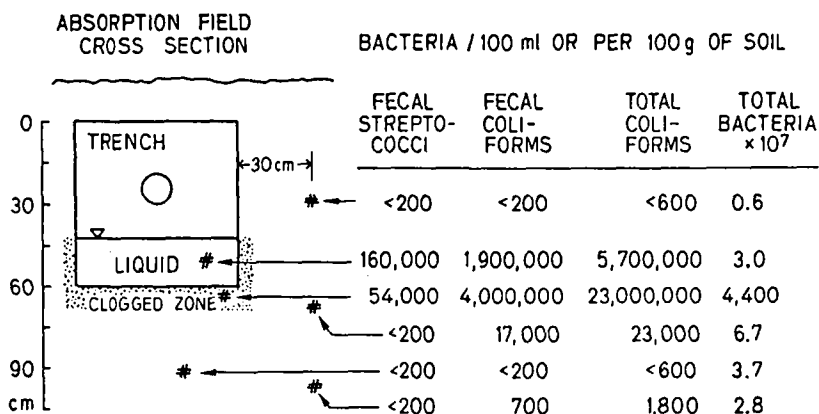 ABSORPTION FIELD
CROSS SECTION
BACTERIA / 100 ml OR PER 100 g OF SOIL
FECAL STREPTO- COCCI
FECAL COLI- FORMS
TOTAL COLI- FORMS
TOTAL BACTERIA × 10⁷
0
TRENCH
30 cm
30
# <200 <200 <600 0.6
LIQUID # 160,000 1,900,000 5,700,000 3.0
60
CLOGGED ZONE # 54,000 4,000,000 23,000,000 4,400
# <200 17,000 23,000 6.7
90 # <200 <200 <600 3.7
cm # <200 700 1,800 2.8